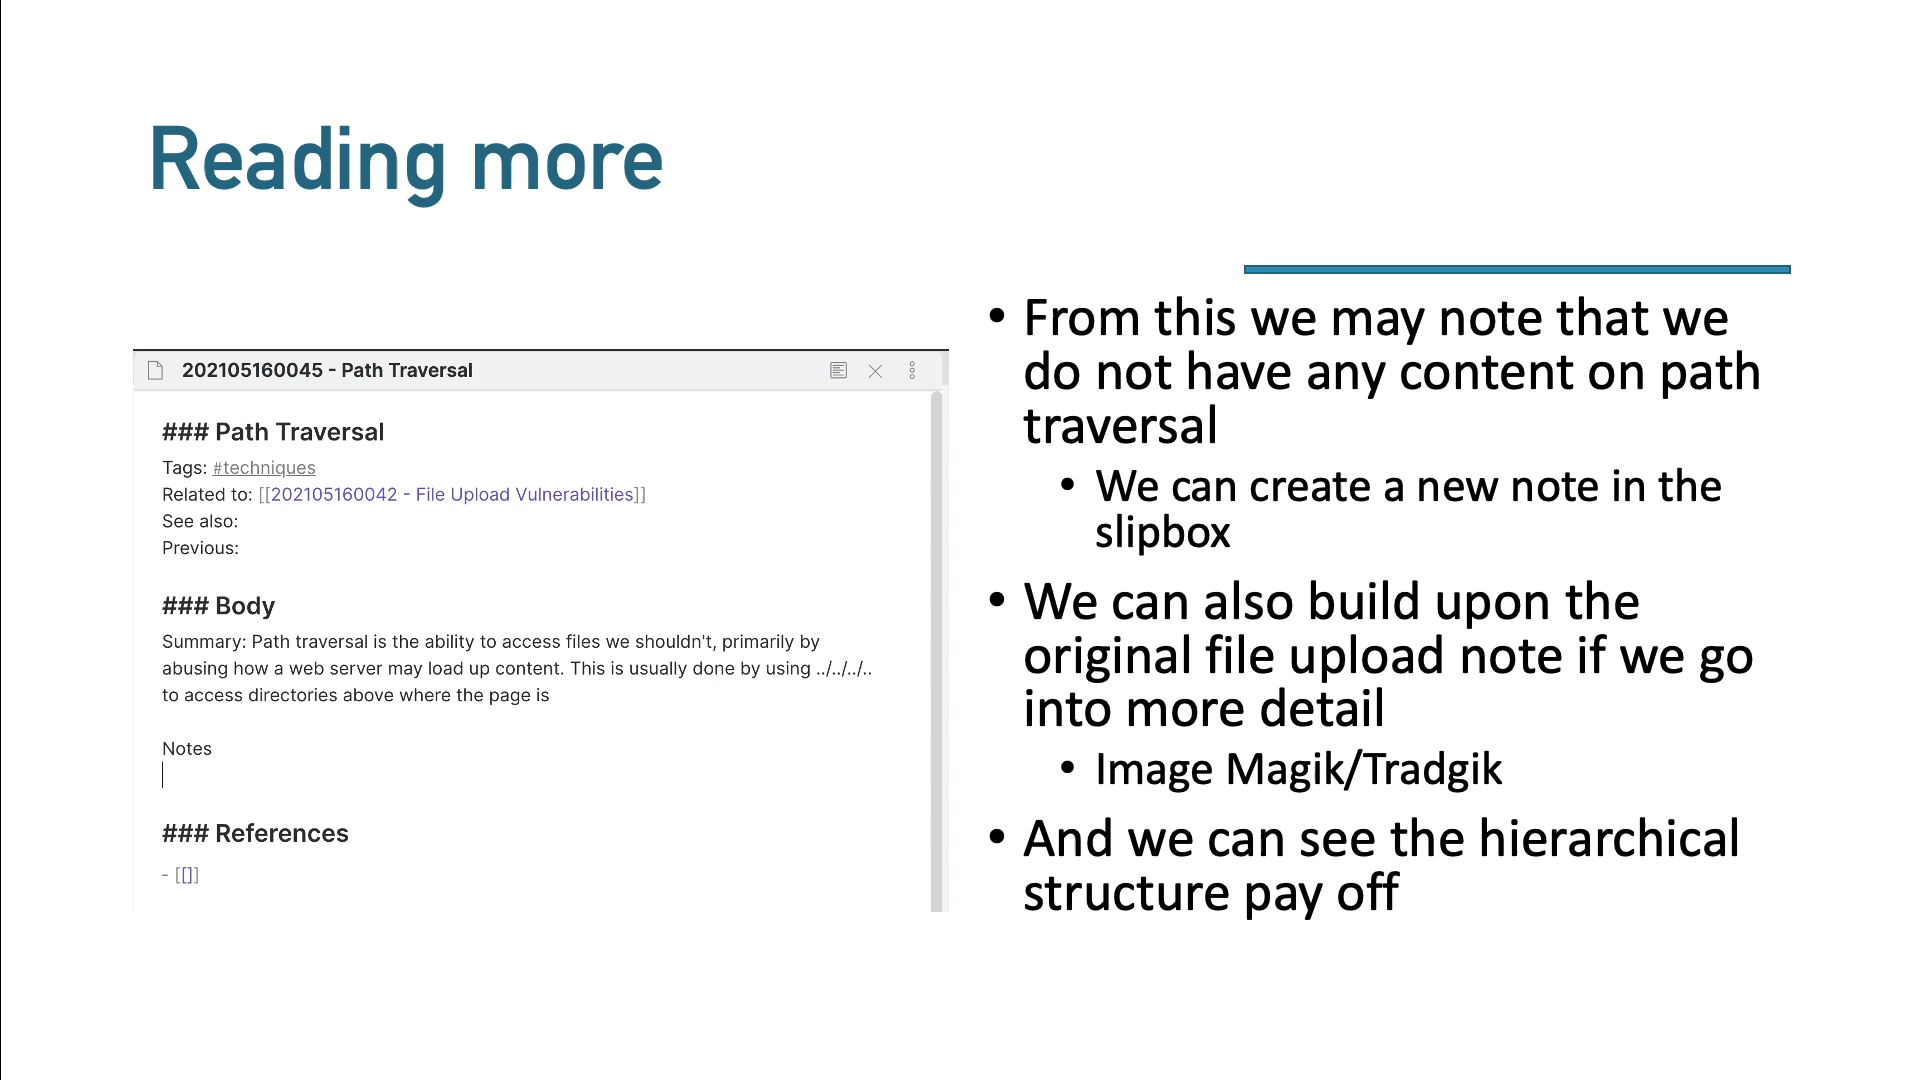 Reading more
202105160045 - Path Traversal
### Path Traversal
Tags: #techniques
Related to: [[202105160042 - File Upload Vulnerabilities]]
See also:
Previous:
### Body
Summary: Path traversal is the ability to access files we shouldn't, primarily by
abusing how a web server may load up content. This is usually done by using ../../../..
to access directories above where the page is
Notes
### References
- [[]]
• From this we may note that we
do not have any content on path
traversal
• We can create a new note in the
slipbox
• We can also build upon the
original file upload note if we go
into more detail
• Image Magik/Tradgik
• And we can see the hierarchical
structure pay off